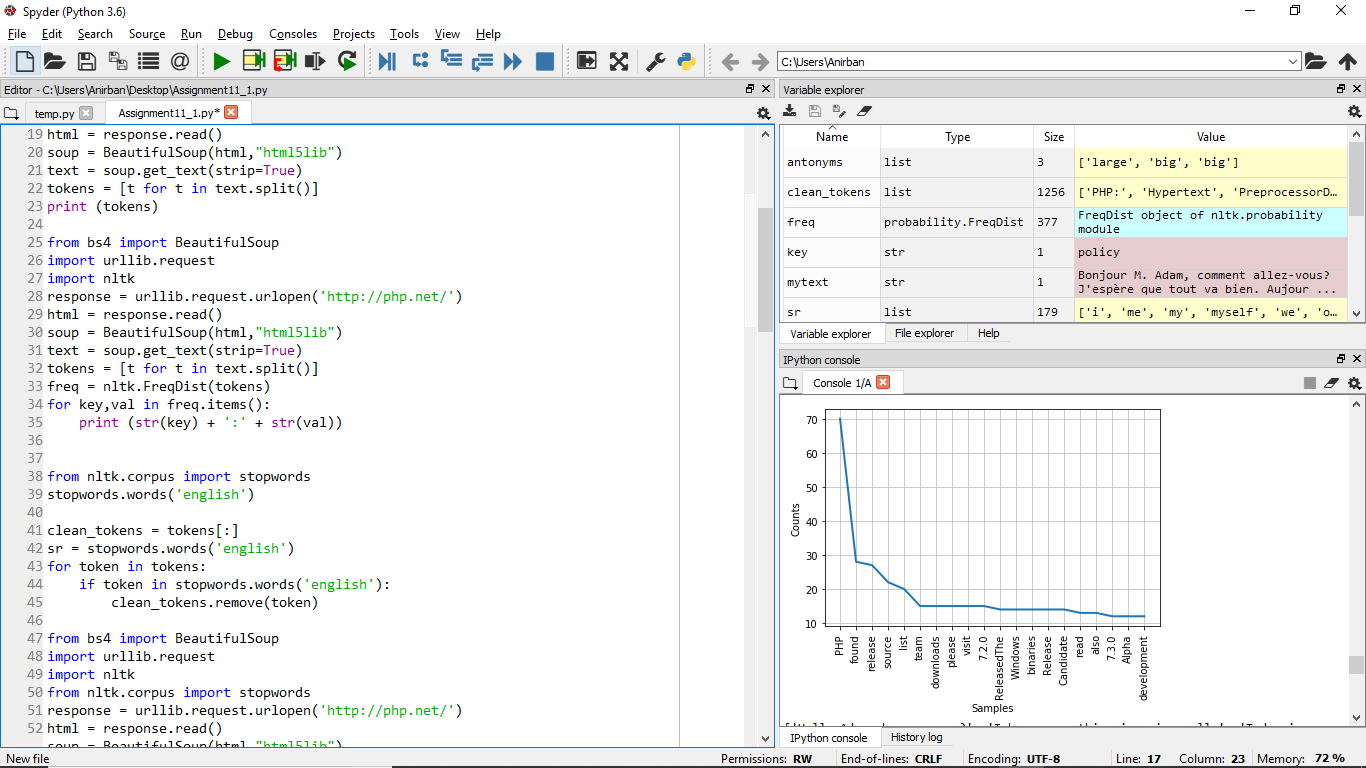 Spyder (Python 3.6)
File Edit Search Source Run Debug Consoles Projects Tools View Help
C:\Users\Anirban
Editor - C:\Users\Anirban\Desktop\Assignment11_1.py
temp.py Assignment11_1.py*
19 html = response.read()
20 soup = BeautifulSoup(html,"html5lib")
21 text = soup.get_text(strip=True)
22 tokens = [t for t in text.split()]
23 print (tokens)
24
25 from bs4 import BeautifulSoup
26 import urllib.request
27 import nltk
28 response = urllib.request.urlopen('http://php.net/')
29 html = response.read()
30 soup = BeautifulSoup(html,"html5lib")
31 text = soup.get_text(strip=True)
32 tokens = [t for t in text.split()]
33 freq = nltk.FreqDist(tokens)
34 for key,val in freq.items():
35     print (str(key) + ':' + str(val))
36
37
38 from nltk.corpus import stopwords
39 stopwords.words('english')
40
41 clean_tokens = tokens[:]
42 sr = stopwords.words('english')
43 for token in tokens:
44     if token in stopwords.words('english'):
45         clean_tokens.remove(token)
46
47 from bs4 import BeautifulSoup
48 import urllib.request
49 import nltk
50 from nltk.corpus import stopwords
51 response = urllib.request.urlopen('http://php.net/')
52 html = response.read()
soup = BeautifulSoup(html,"html5lib")
Variable explorer
Name Type Size Value
antonyms list 3 ['large', 'big', 'big']
clean_tokens list 1256 ['PHP:', 'Hypertext', 'PreprocessorD…
freq probability.FreqDist 377 FreqDist object of nltk.probability
module
key str 1 policy
mytext str 1 Bonjour M. Adam, comment allez-vous?
J'espère que tout va bien. Aujour ...
sr list 179 ['i', 'me', 'my', 'myself', 'we', 'o…
Variable explorer File explorer Help
IPython console
Console 1/A
70
60
50
40
30
20
10
Counts
PHP
found
release
source
list
team
downloads
please
visit
7.2.0
ReleasedThe
Windows
binaries
Release
Candidate
read
also
7.3.0
Alpha
development
Samples
IPython console History log
New file Permissions: RW End-of-lines: CRLF Encoding: UTF-8 Line: 17 Column: 23 Memory: 72 %